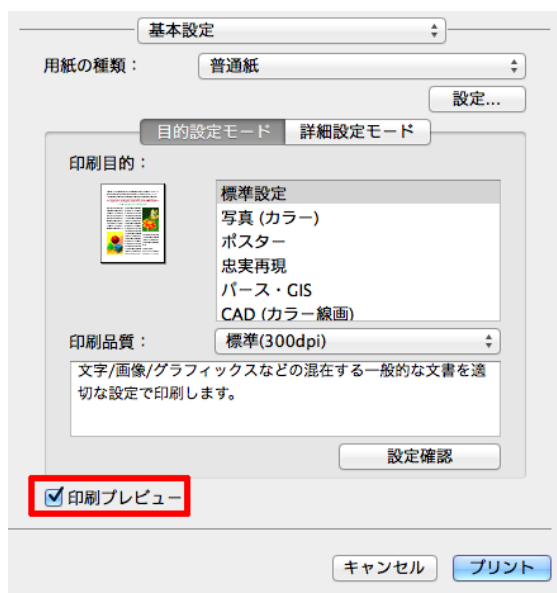 基本設定
用紙の種類： 普通紙
設定...
目的設定モード 詳細設定モード
印刷目的：
標準設定
写真 (カラー)
ポスター
忠実再現
パース・GIS
CAD (カラー線画)
印刷品質： 標準(300dpi)
文字/画像/グラフィックスなどの混在する一般的な文書を適
切な設定で印刷します。
設定確認
印刷プレビュー
キャンセル プリント